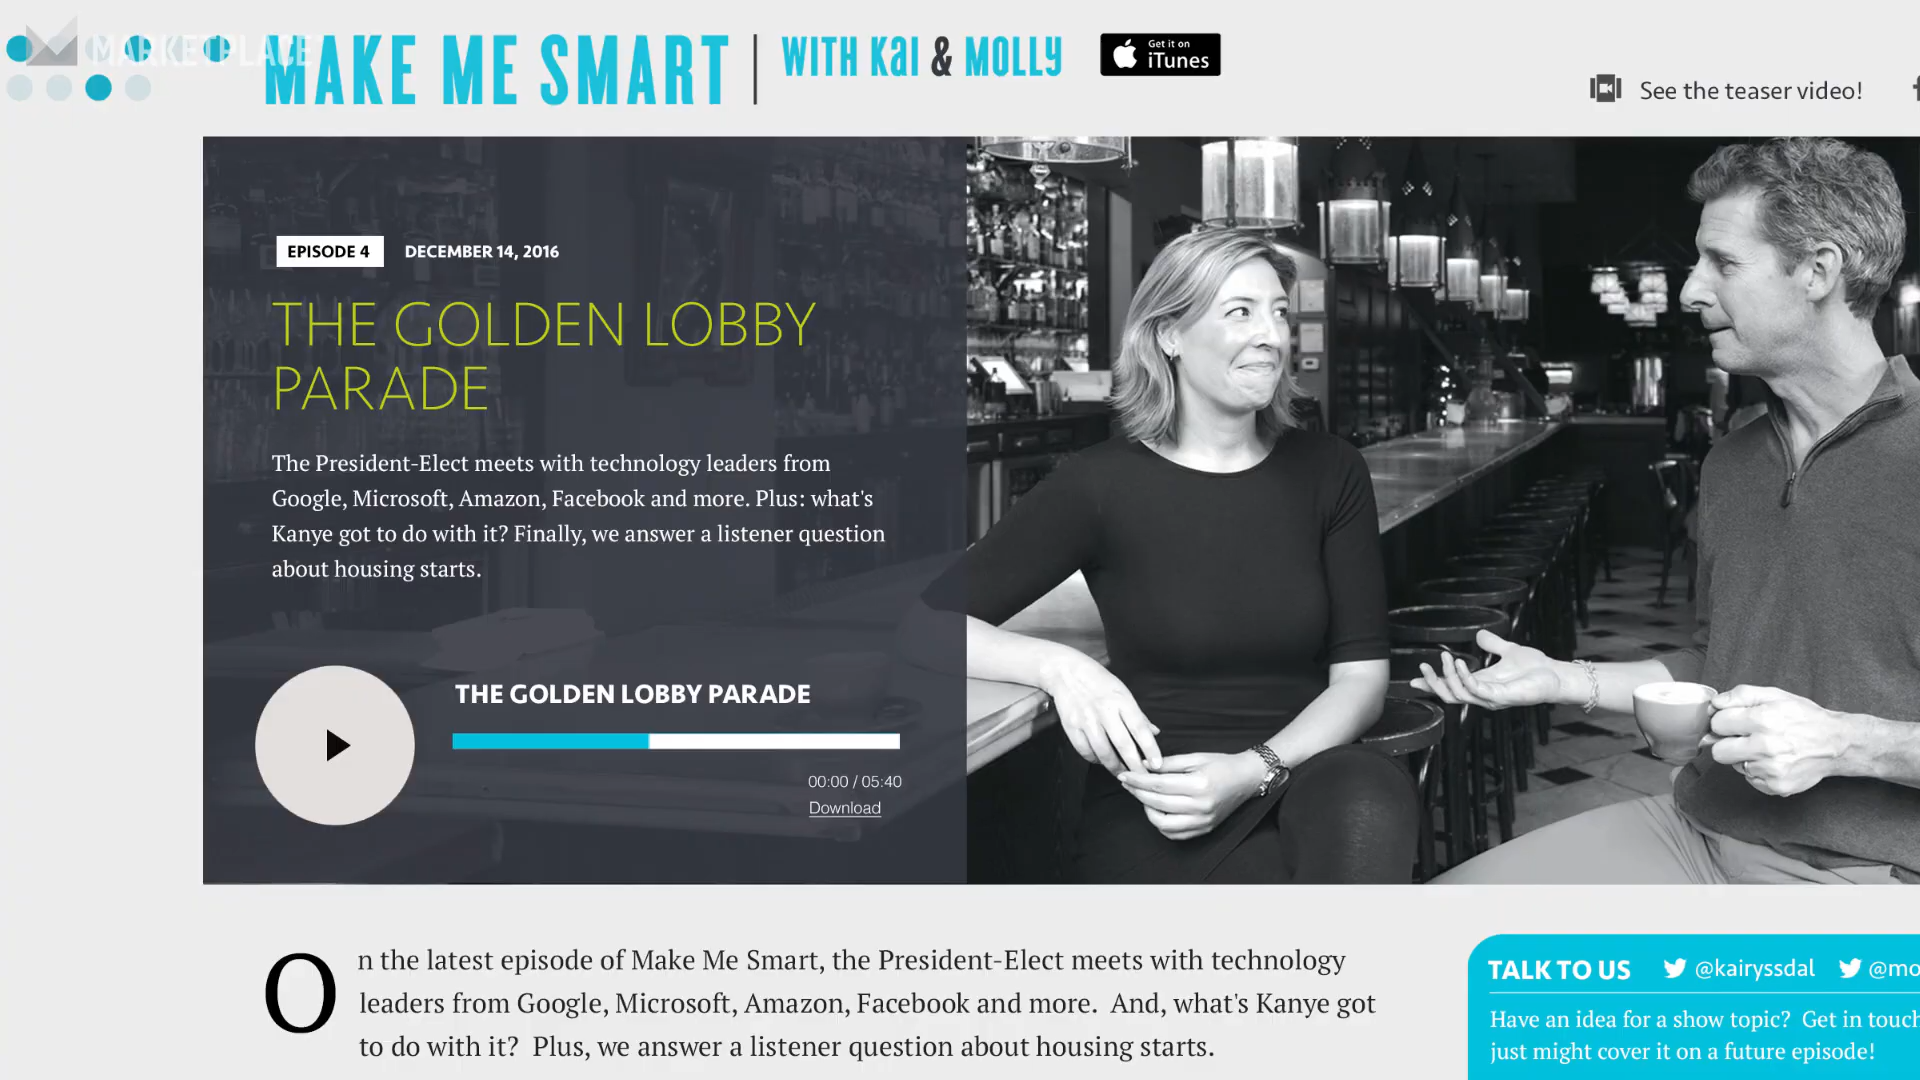 MARKETPLACE
MAKE ME SMART
WITH KAI & MOLLY
Get it on
iTunes
See the teaser video!
EPISODE 4 DECEMBER 14, 2016
THE GOLDEN LOBBY
PARADE
The President-Elect meets with technology leaders from
Google, Microsoft, Amazon, Facebook and more. Plus: what's
Kanye got to do with it? Finally, we answer a listener question
about housing starts.
THE GOLDEN LOBBY PARADE
00:00 / 05:40
Download
On the latest episode of Make Me Smart, the President-Elect meets with technology
leaders from Google, Microsoft, Amazon, Facebook and more. And, what's Kanye got
to do with it? Plus, we answer a listener question about housing starts.
TALK TO US @kairyssdal @mo
Have an idea for a show topic? Get in touch
just might cover it on a future episode!